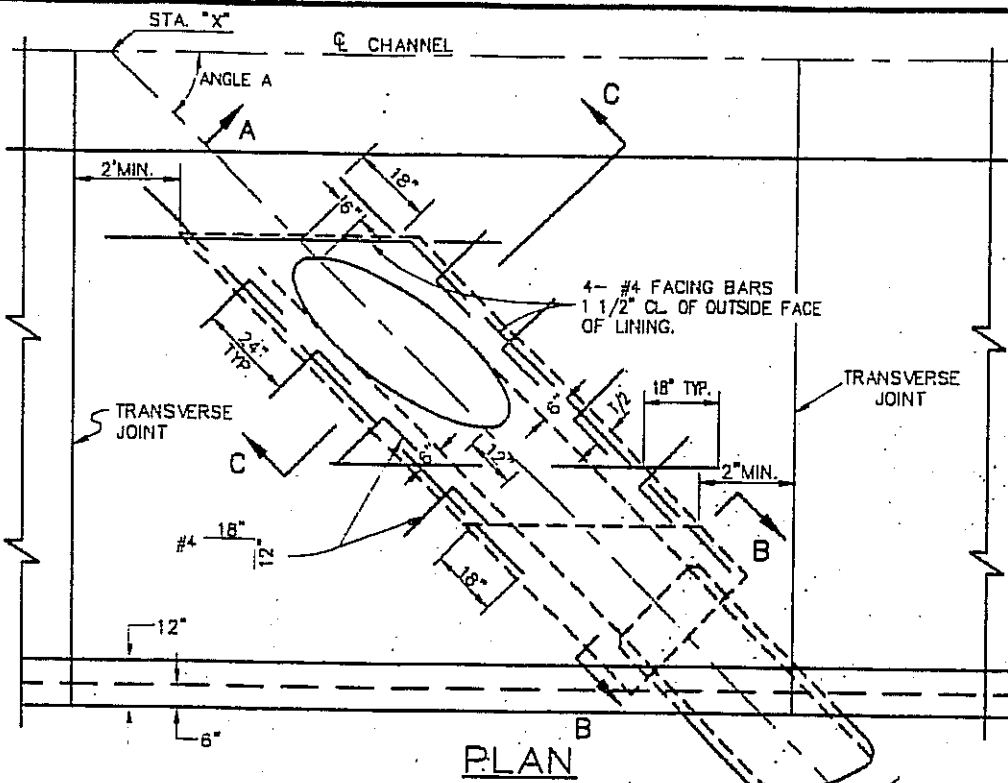 STA. "X"
℄ CHANNEL
ANGLE A
A
C
2' MIN.
18"
6"
4- #4 FACING BARS
1 1/2" CL. OF OUTSIDE FACE
OF LINING.
24"
TYP.
TRANSVERSE
JOINT
18" TYP.
TRANSVERSE
JOINT
6"
1/2
C
6"
12"
2' MIN.
B
#4 18"
12"
18"
12"
6"
B
PLAN